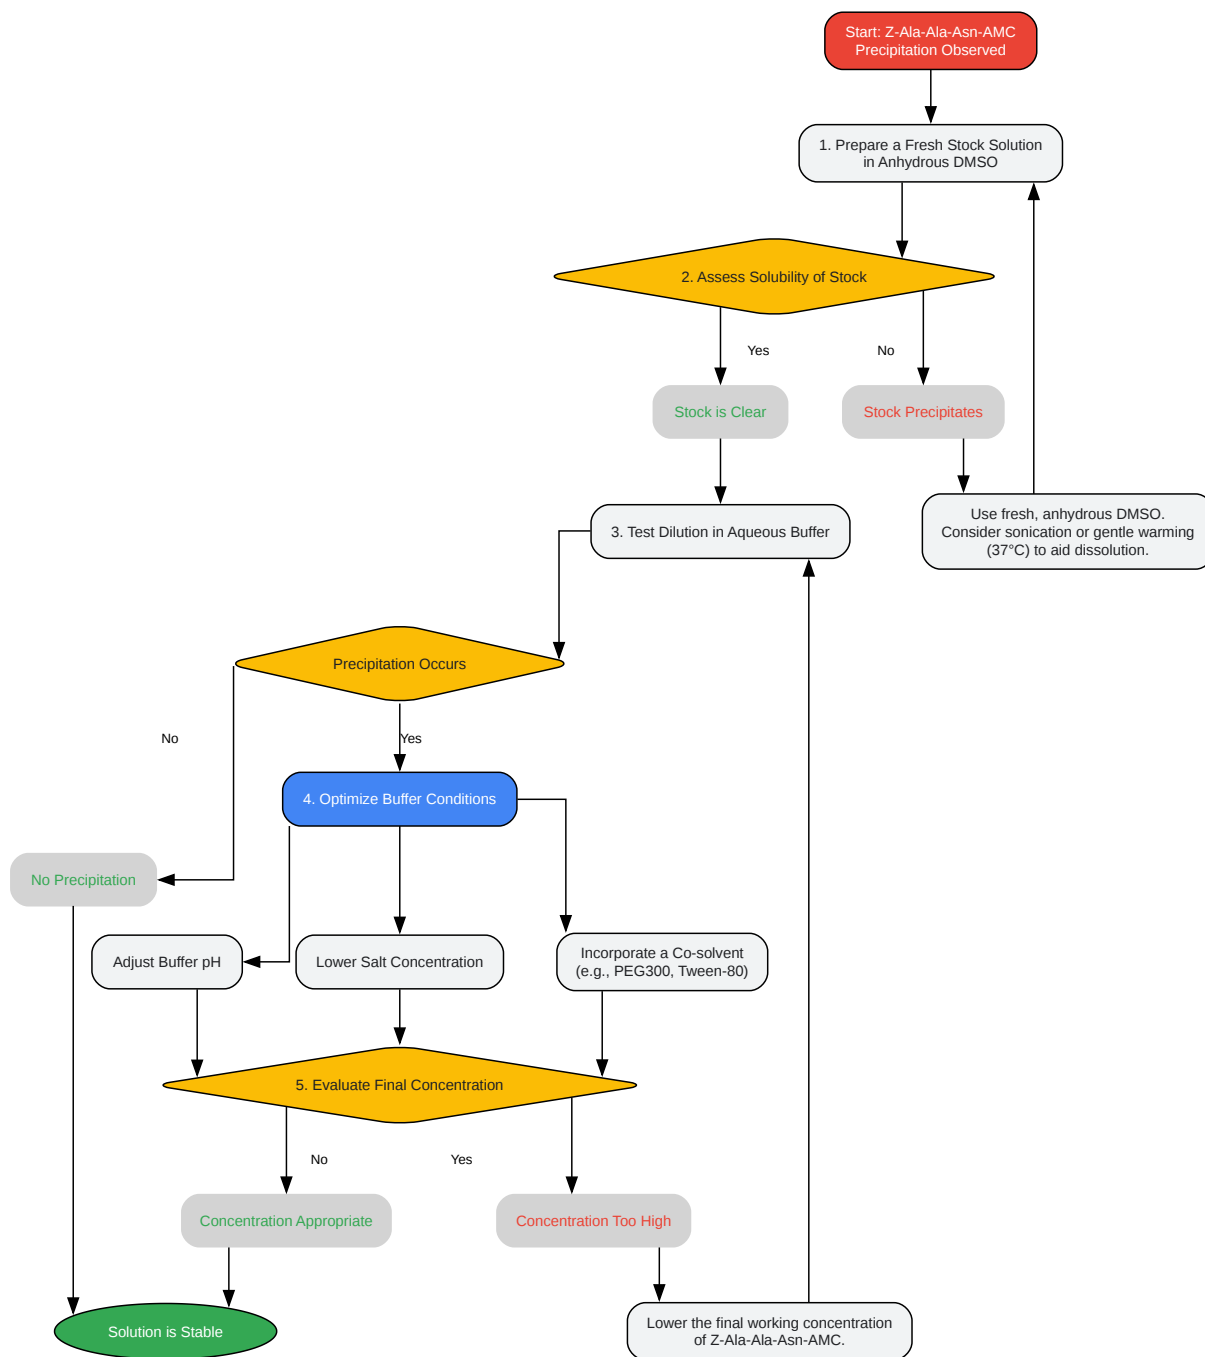 Start: Z-Ala-Ala-Asn-AMC
Precipitation Observed
1. Prepare a Fresh Stock Solution
in Anhydrous DMSO
2. Assess Solubility of Stock
Yes
No
Stock is Clear
Stock Precipitates
Use fresh, anhydrous DMSO.
Consider sonication or gentle warming
(37°C) to aid dissolution.
3. Test Dilution in Aqueous Buffer
Precipitation Occurs
No
Yes
4. Optimize Buffer Conditions
No Precipitation
Adjust Buffer pH
Lower Salt Concentration
Incorporate a Co-solvent
(e.g., PEG300, Tween-80)
5. Evaluate Final Concentration
No
Yes
Concentration Appropriate
Concentration Too High
Solution is Stable
Lower the final working concentration
of Z-Ala-Ala-Asn-AMC.